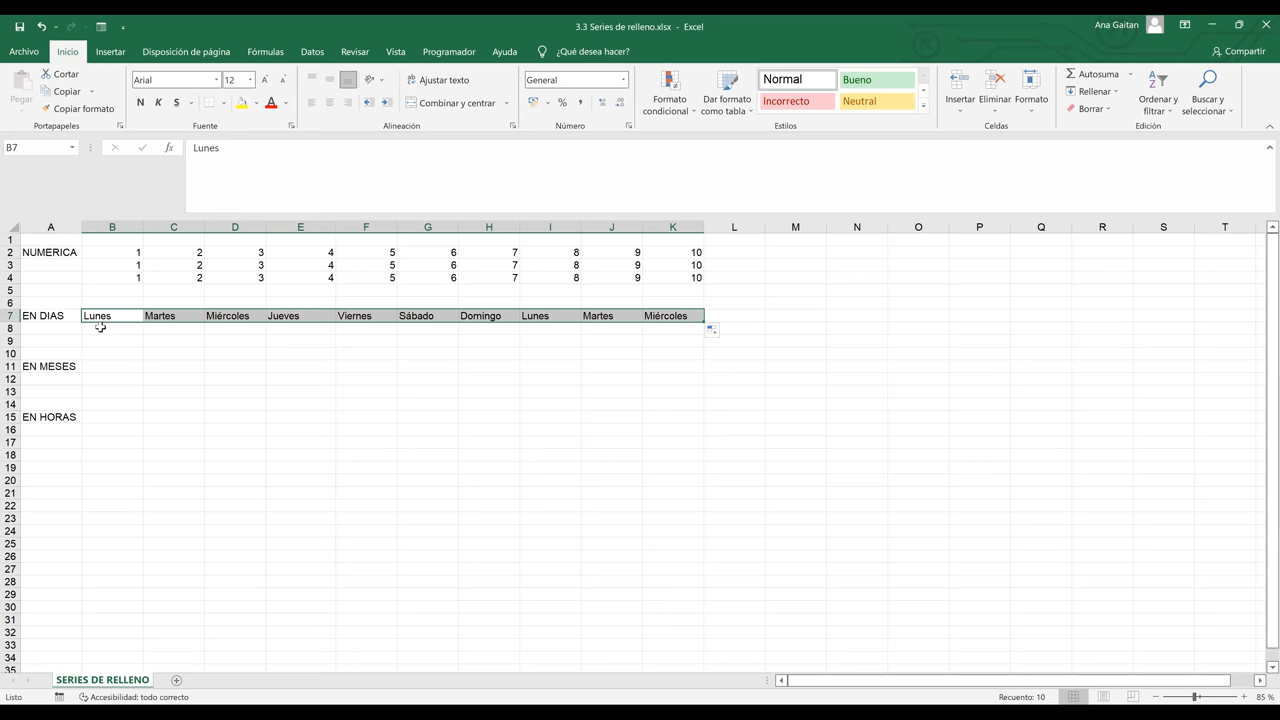 3.3 Series de relleno.xlsx - Excel
Ana Gaitan
Archivo Inicio Insertar Disposición de página Fórmulas Datos Revisar Vista Programador Ayuda ¿Qué desea hacer? Compartir
Pegar
Cortar
Copiar
Copiar formato
Arial 12
N K S
Ajustar texto
Combinar y centrar
General
Formato condicional
Dar formato como tabla
Normal Bueno
Incorrecto Neutral
Insertar Eliminar Formato
Autosuma
Rellenar
Borrar
Ordenar y filtrar
Buscar y seleccionar
Portapapeles Fuente Alineación Número Estilos Celdas Edición
B7 fx Lunes
A B C D E F G H I J K L M N O P Q R S T
1
2 NUMERICA 1 2 3 4 5 6 7 8 9 10
3 1 2 3 4 5 6 7 8 9 10
4 1 2 3 4 5 6 7 8 9 10
5
6
7 EN DIAS Lunes Martes Miércoles Jueves Viernes Sábado Domingo Lunes Martes Miércoles
8
9
10
11 EN MESES
12
13
14
15 EN HORAS
16
17
18
19
20
21
22
23
24
25
26
27
28
29
30
31
32
33
34
35
SERIES DE RELLENO
Listo Accesibilidad: todo correcto Recuento: 10 85 %